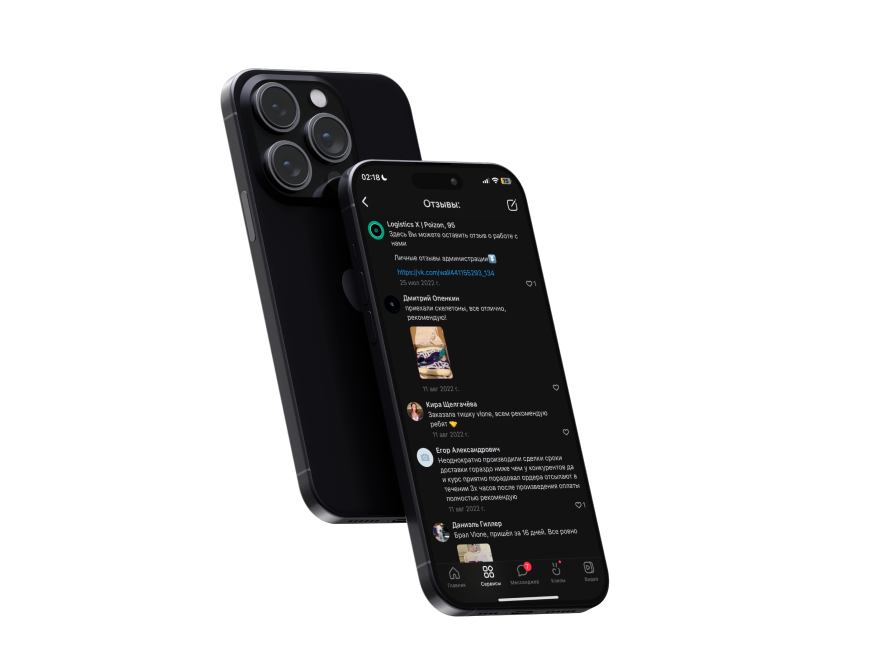 02:18
Отзывы:
Logistics X | Poizon, 95
Здесь Вы можете оставить отзыв о работе с
нами
Личные отзывы администрации
https://vk.com/wall441155293_134
25 июл 2022 г.
1
Дмитрий Опенкин
приехали скелетоны, все отлично,
рекомендую!
11 авг 2022 г.
Кира Щелгачёва
Заказала тишку vlone, всем рекомендую
ребят
11 авг 2022 г.
Егор Александрович
Неоднократно производили сделки сроки
доставки гораздо ниже чем у конкурентов да
и курс приятно порадовал ордера отсылают в
течении 3х часов после произведения оплаты
полностью рекомендую
11 авг 2022 г.
1
Даниэль Гиллер
Брал Vlone, пришёл за 16 дней. Все ровно
Главная
Сервисы
Мессенджер
Клипы
Видео